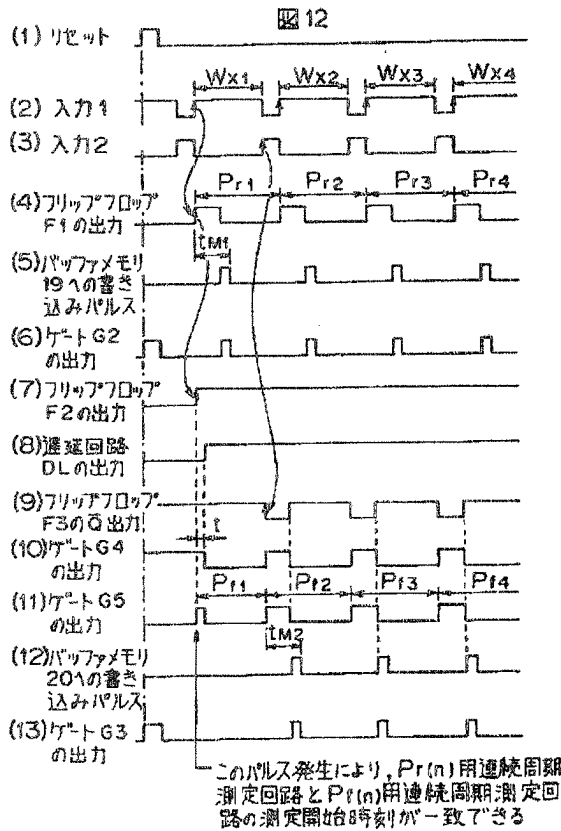 図12
(1) リセット
Wx1 Wx2 Wx3 Wx4
(2) 入力1
(3) 入力2
Pr1 Pr2 Pr3 Pr4
(4) フリップフロップ
F1の出力
tM1
(5) バッファメモリ
19への書き
込みパルス
(6) ゲートG2
の出力
(7) フリップフロップ
F2の出力
(8) 遅延回路
DLの出力
(9) フリップフロップ
F3のQ̄出力
t
(10) ゲートG4
の出力
Pf1 Pf2 Pf3 Pf4
(11) ゲートG5
の出力
tM2
(12) バッファメモリ
20への書き
込みパルス
(13) ゲートG3
の出力
このパルス発生により,Pr(n)用連続周期
測定回路とPf(n)用連続周期測定回
路の測定開始時刻が一致できる